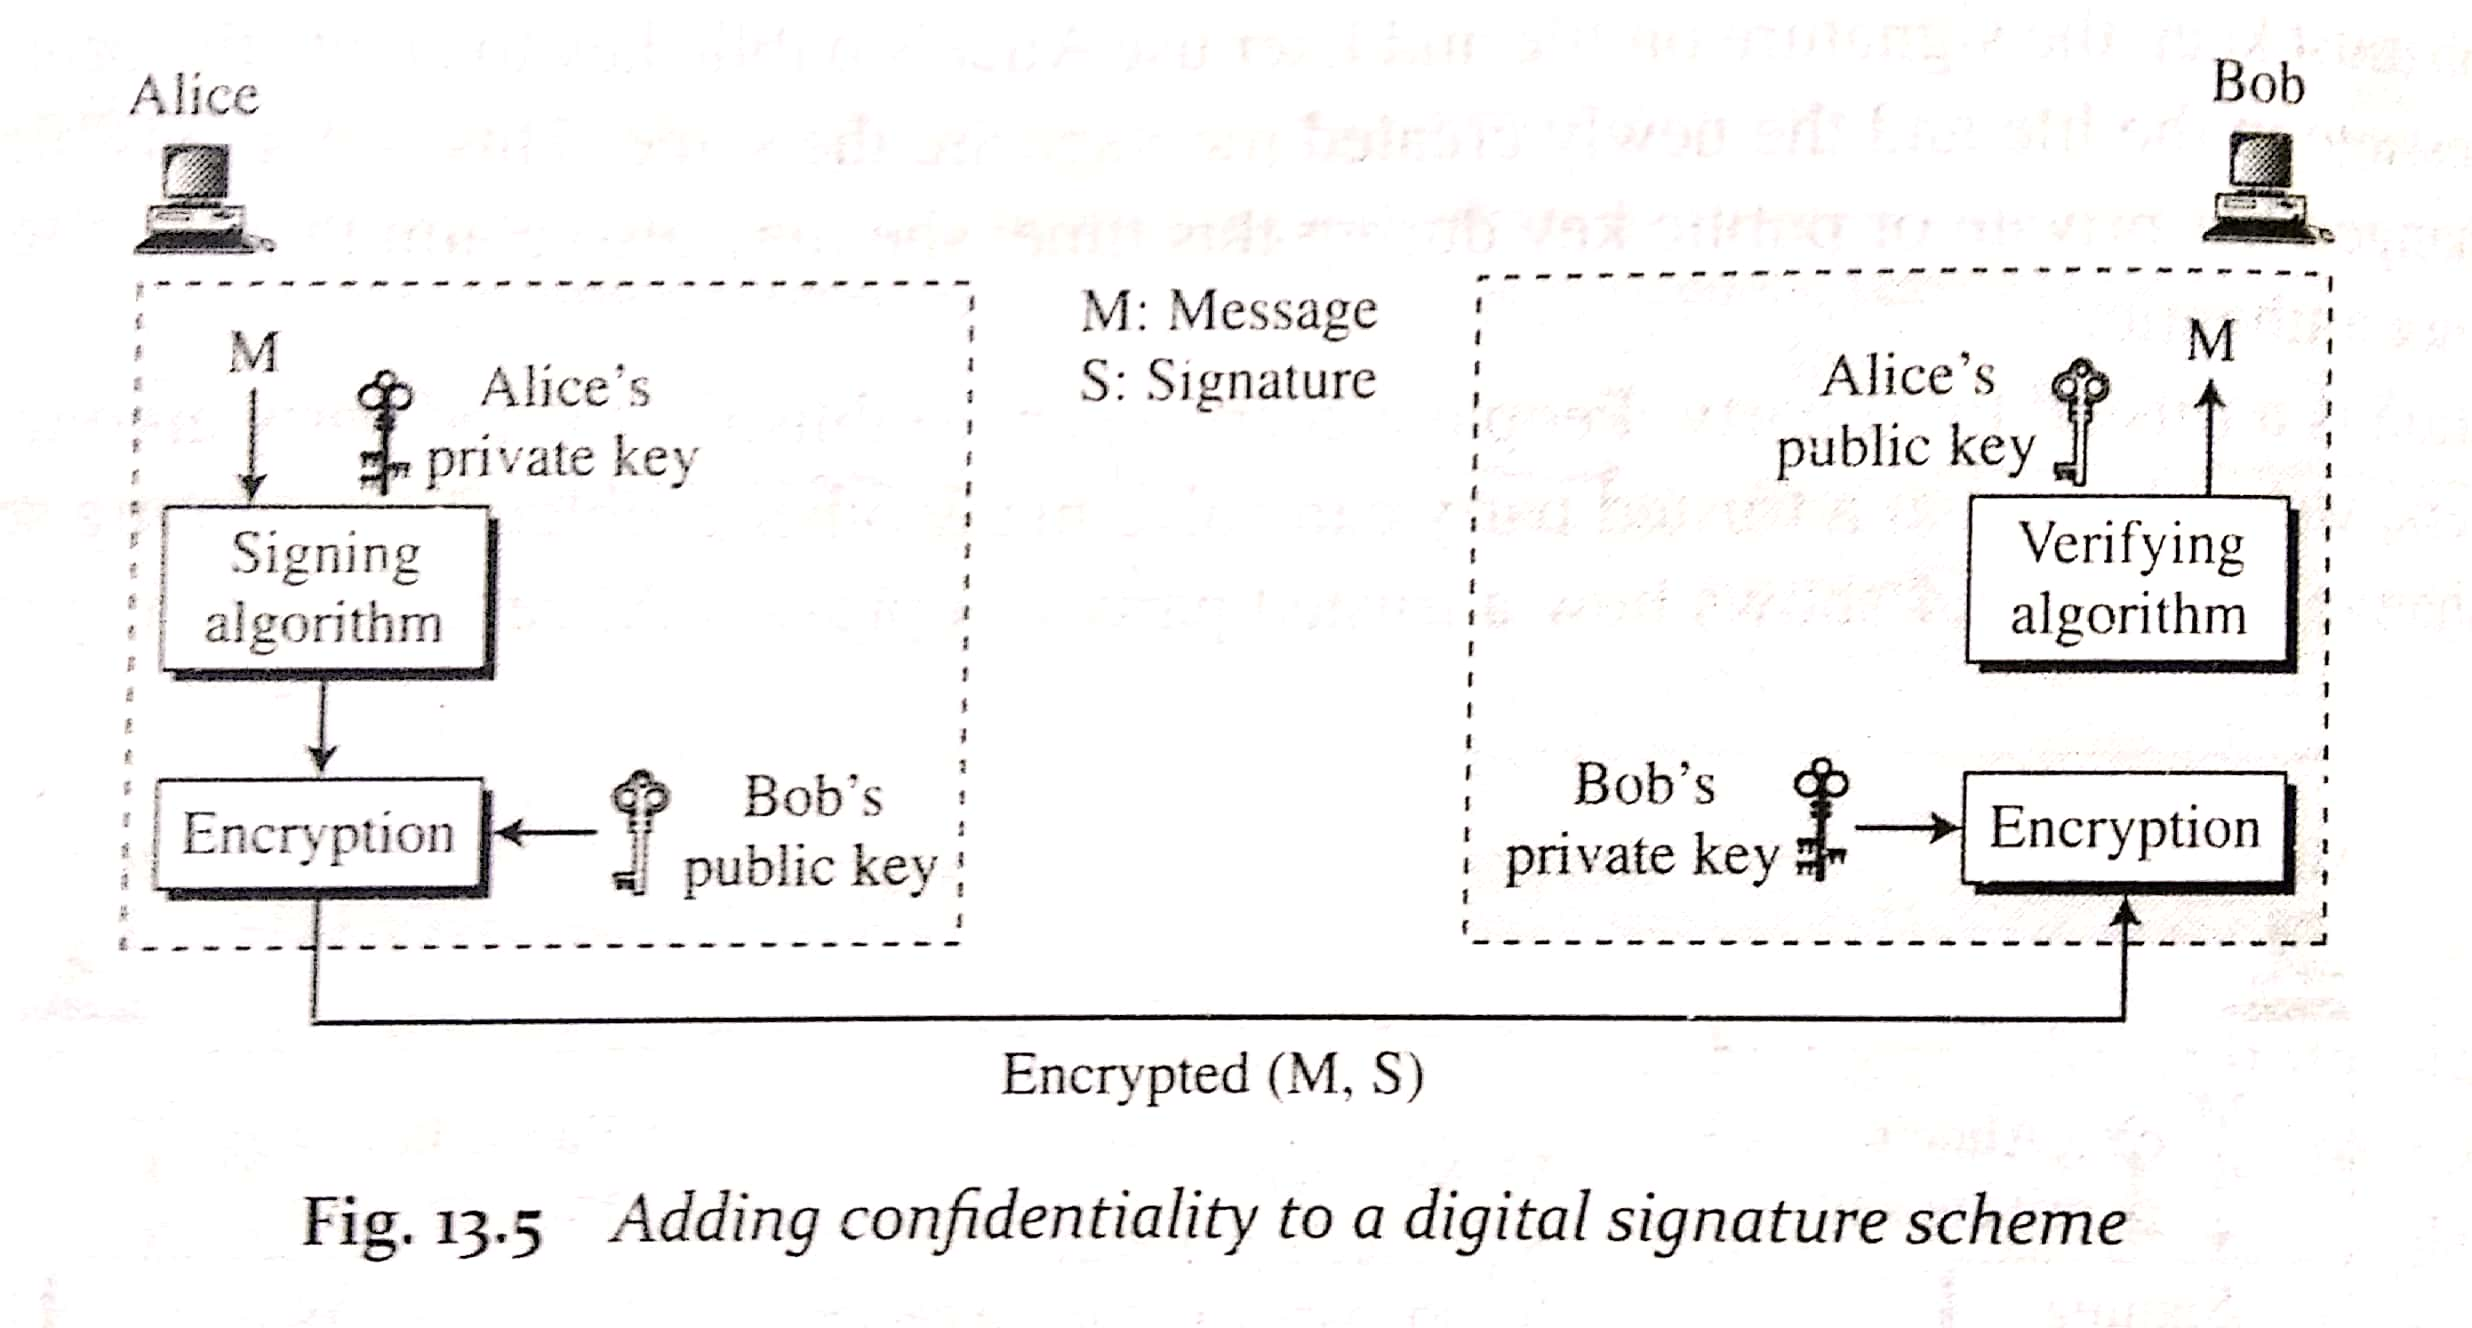 Alice
Bob
M: Message
S: Signature
M
Alice's
private key
Signing
algorithm
Encryption
Bob's
public key
Alice's
public key
M
Verifying
algorithm
Bob's
private key
Encryption
Encrypted (M, S)
Fig. 13.5 Adding confidentiality to a digital signature scheme